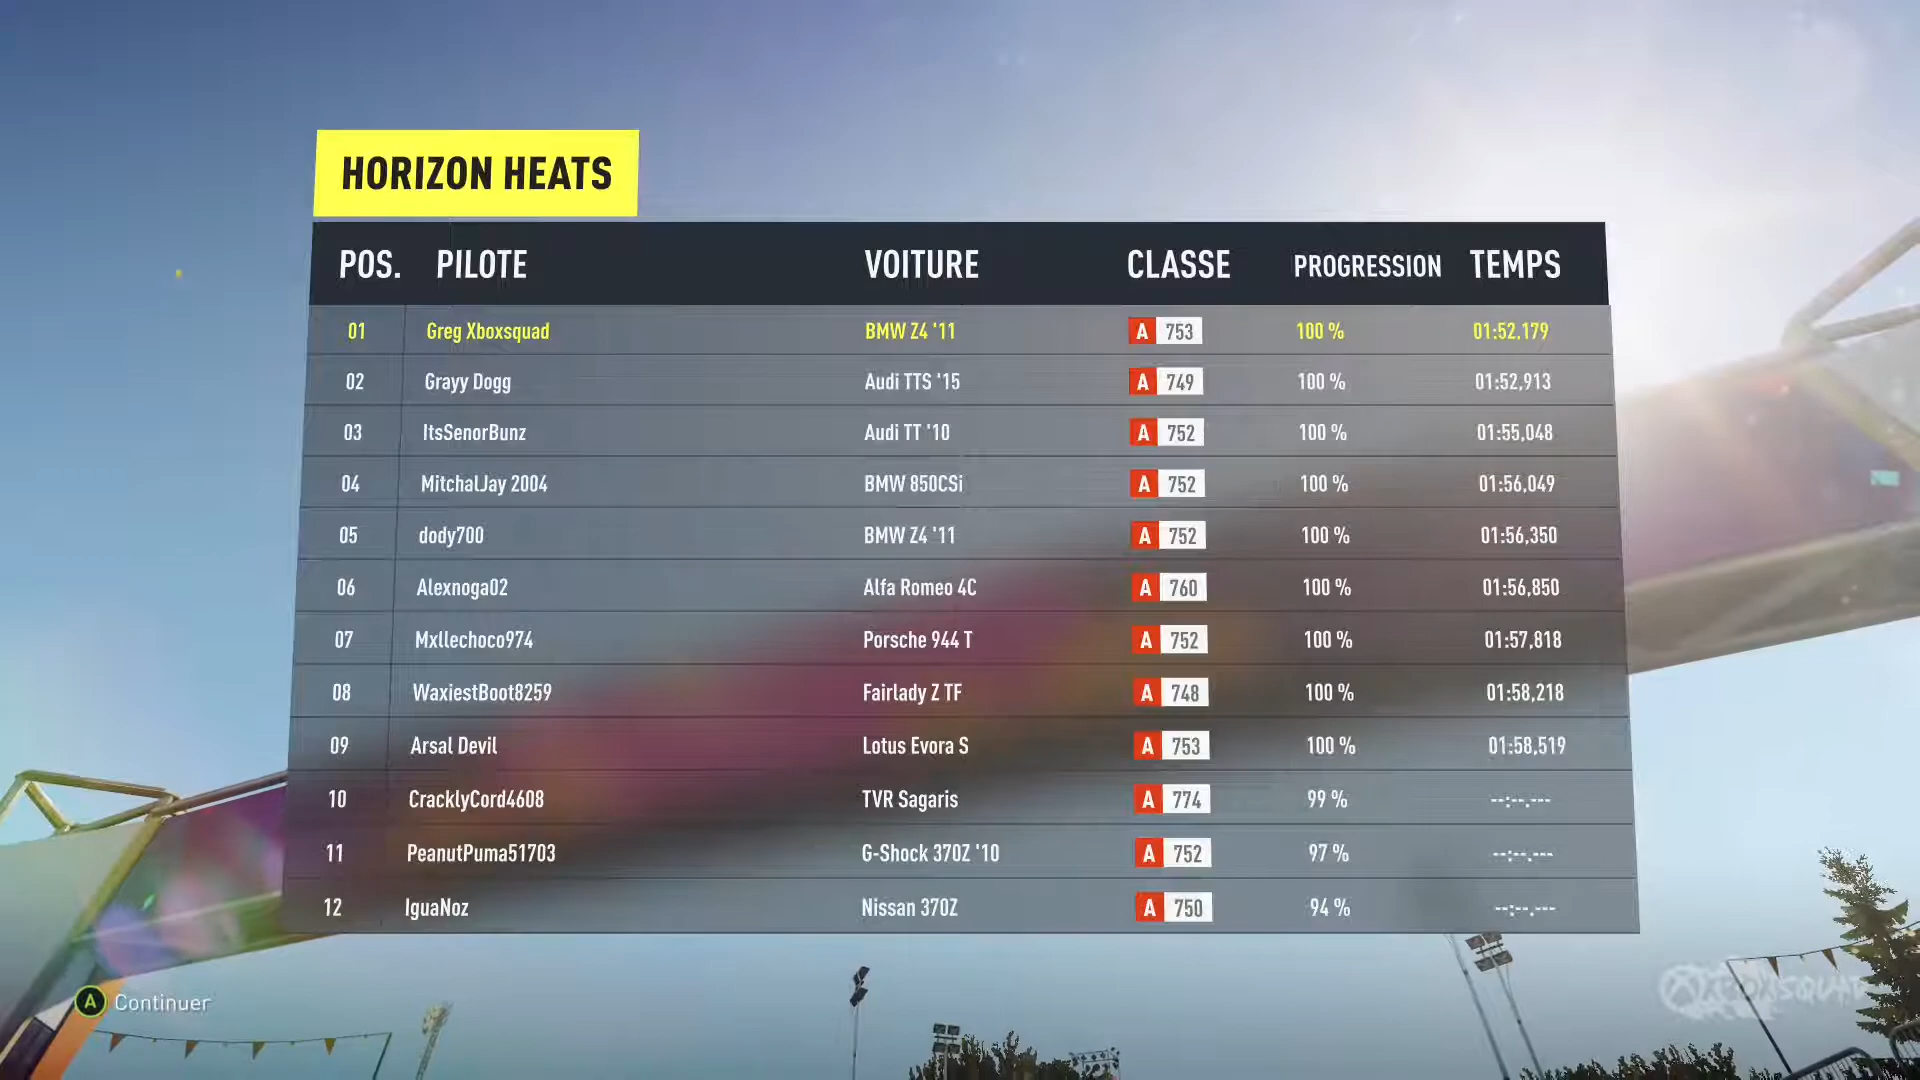 HORIZON HEATS
POS. PILOTE VOITURE CLASSE PROGRESSION TEMPS
01 Greg Xboxsquad BMW Z4 '11 A 753 100 % 01:52,179
02 Grayy Dogg Audi TTS '15 A 749 100 % 01:52,913
03 ItsSenorBunz Audi TT '10 A 752 100 % 01:55,048
04 MitchalJay 2004 BMW 850CSi A 752 100 % 01:56,049
05 dody700 BMW Z4 '11 A 752 100 % 01:56,350
06 Alexnoga02 Alfa Romeo 4C A 760 100 % 01:56,850
07 Mxllechoco974 Porsche 944 T A 752 100 % 01:57,818
08 WaxiestBoot8259 Fairlady Z TF A 748 100 % 01:58,218
09 Arsal Devil Lotus Evora S A 753 100 % 01:58,519
10 CracklyCord4608 TVR Sagaris A 774 99 % --:--.---
11 PeanutPuma51703 G-Shock 370Z '10 A 752 97 % --:--.---
12 IguaNoz Nissan 370Z A 750 94 % --:--.---
A Continuer